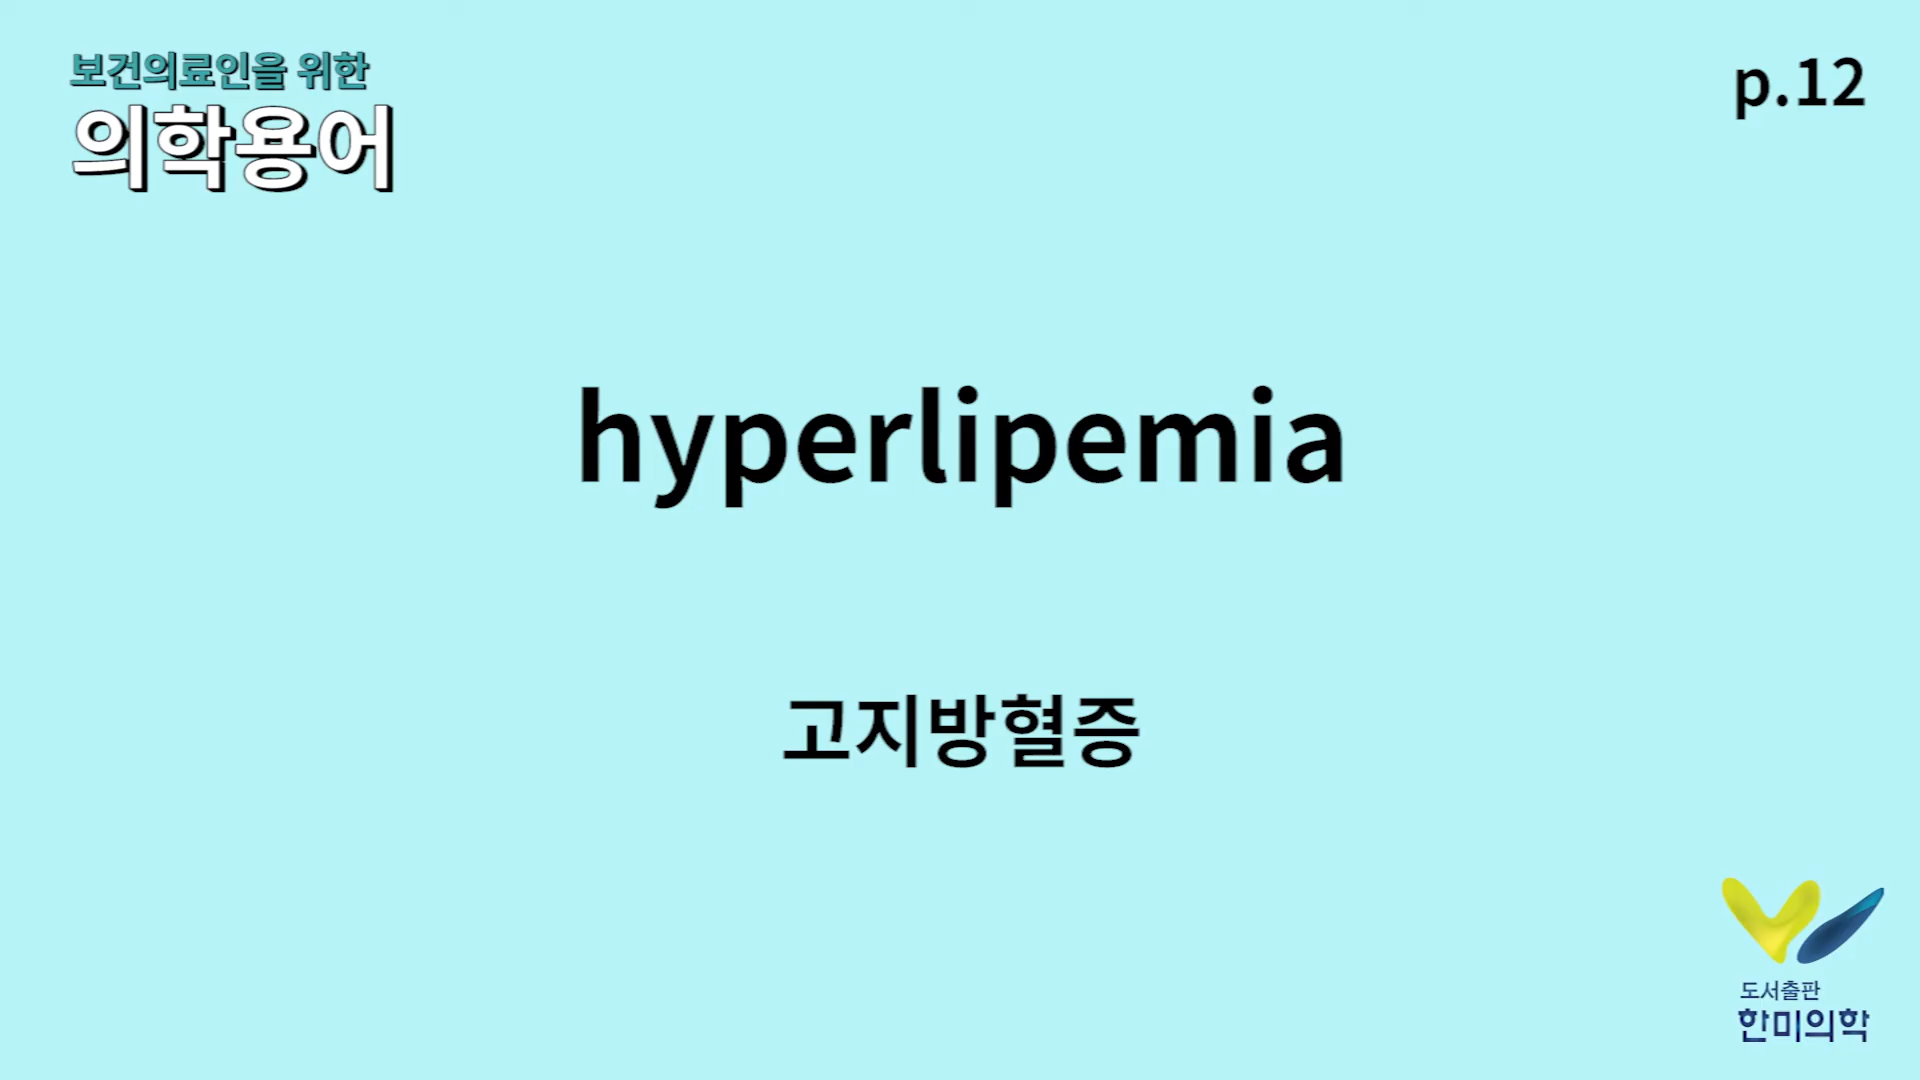 보건의료인을 위한
의학용어
p.12
hyperlipemia
고지방혈증
도서출판
한미의학